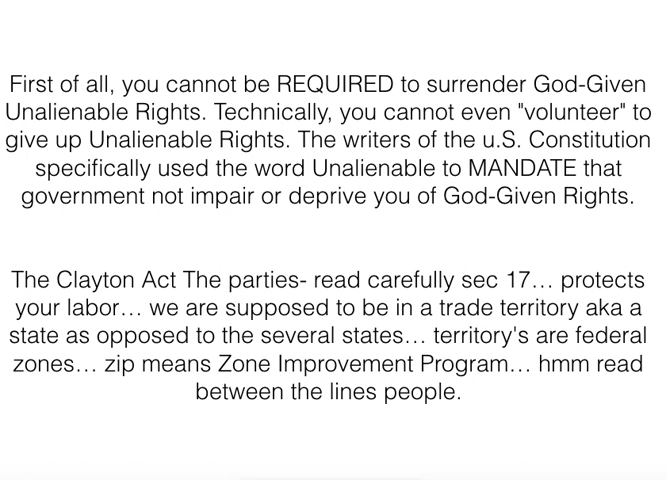 First of all, you cannot be REQUIRED to surrender God-Given
Unalienable Rights. Technically, you cannot even "volunteer" to
give up Unalienable Rights. The writers of the u.S. Constitution
specifically used the word Unalienable to MANDATE that
government not impair or deprive you of God-Given Rights.
The Clayton Act The parties- read carefully sec 17... protects
your labor... we are supposed to be in a trade territory aka a
state as opposed to the several states... territory's are federal
zones... zip means Zone Improvement Program... hmm read
between the lines people.